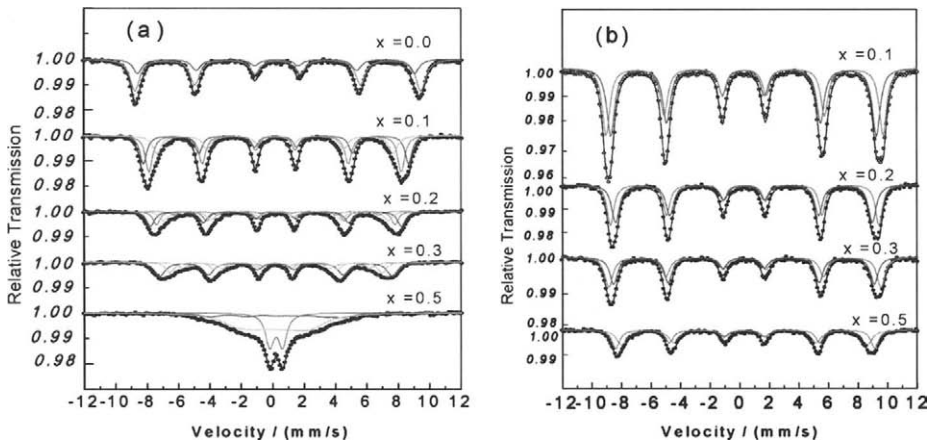 (a)
x =0.0
1.00
0.99
0.98
x =0.1
1.00
0.99
0.98
x =0.2
1.00
0.99
x =0.3
1.00
0.99
x =0.5
1.00
0.99
0.98
-12 -10 -8 -6 -4 -2 0 2 4 6 8 10 12
Velocity / (mm/s)
Relative Transmission
(b)
x =0.1
1.00
0.99
0.98
0.96
x =0.2
1.00
0.99
0.98
x =0.3
1.00
0.99
0.98
x =0.5
1.00
0.99
-12 -10 -8 -6 -4 -2 0 2 4 6 8 10 12
Velocity / (mm/s)
Relative Transmission